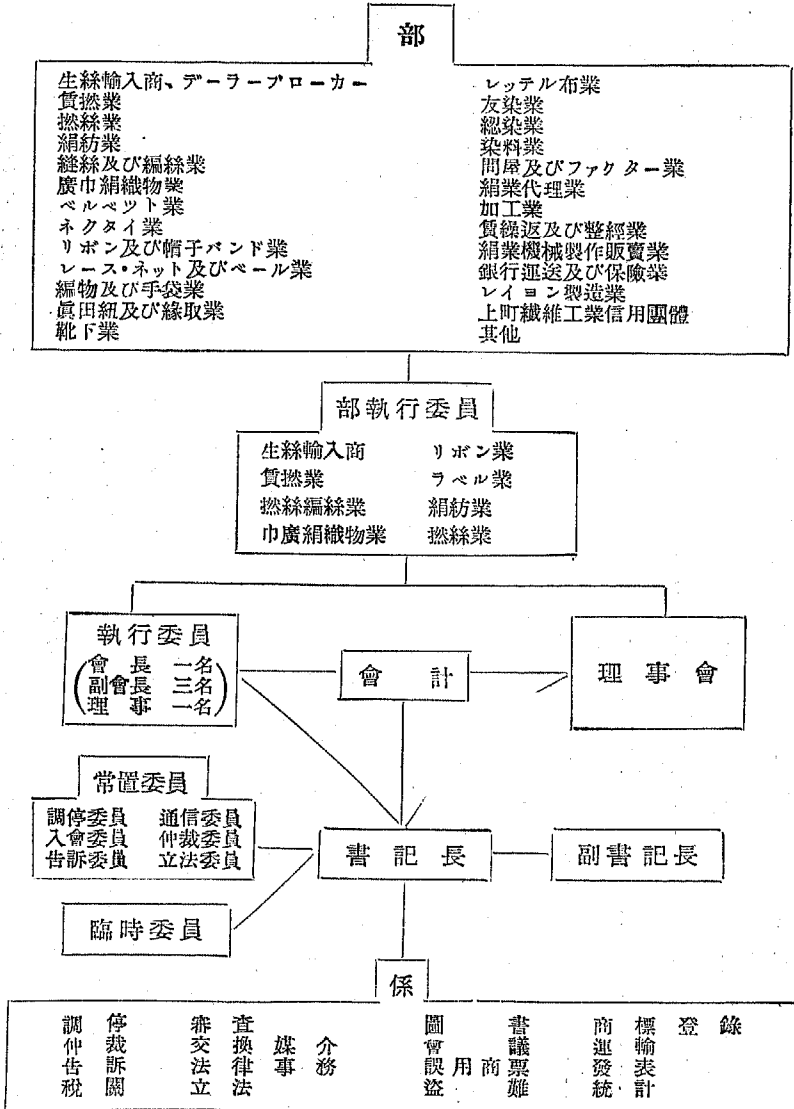 部
生絲輸入商、デーラーブローカー
賃撚業
撚絲業
絹紡業
縫絲及び編絲業
廣巾絹織物業
ベルベツト業
ネクタイ業
リボン及び帽子バンド業
レース・ネット及びベール業
編物及び手袋業
眞田紐及び緣取業
靴下業
レッテル布業
友染業
綛染業
染料業
問屋及びファクター業
絹業代理業
加工業
賃繰返及び整經業
絹業機械製作販賣業
銀行運送及び保險業
レイヨン製造業
上町纎維工業信用團體
其他
部執行委員
生絲輸入商
賃撚業
撚絲編絲業
巾廣絹織物業
リボン業
ラベル業
絹紡業
撚絲業
執行委員
會長 一名
副會長 三名
理事 一名
會計
理事會
常置委員
調停委員 通信委員
入會委員 仲裁委員
告訴委員 立法委員
書記長
副書記長
臨時委員
係
調停 審査 圖書 商標登錄
仲裁 交換媒介 會議 運輸
告訴 法律事務 誤用商票 發表
税關 立法 盜難 統計